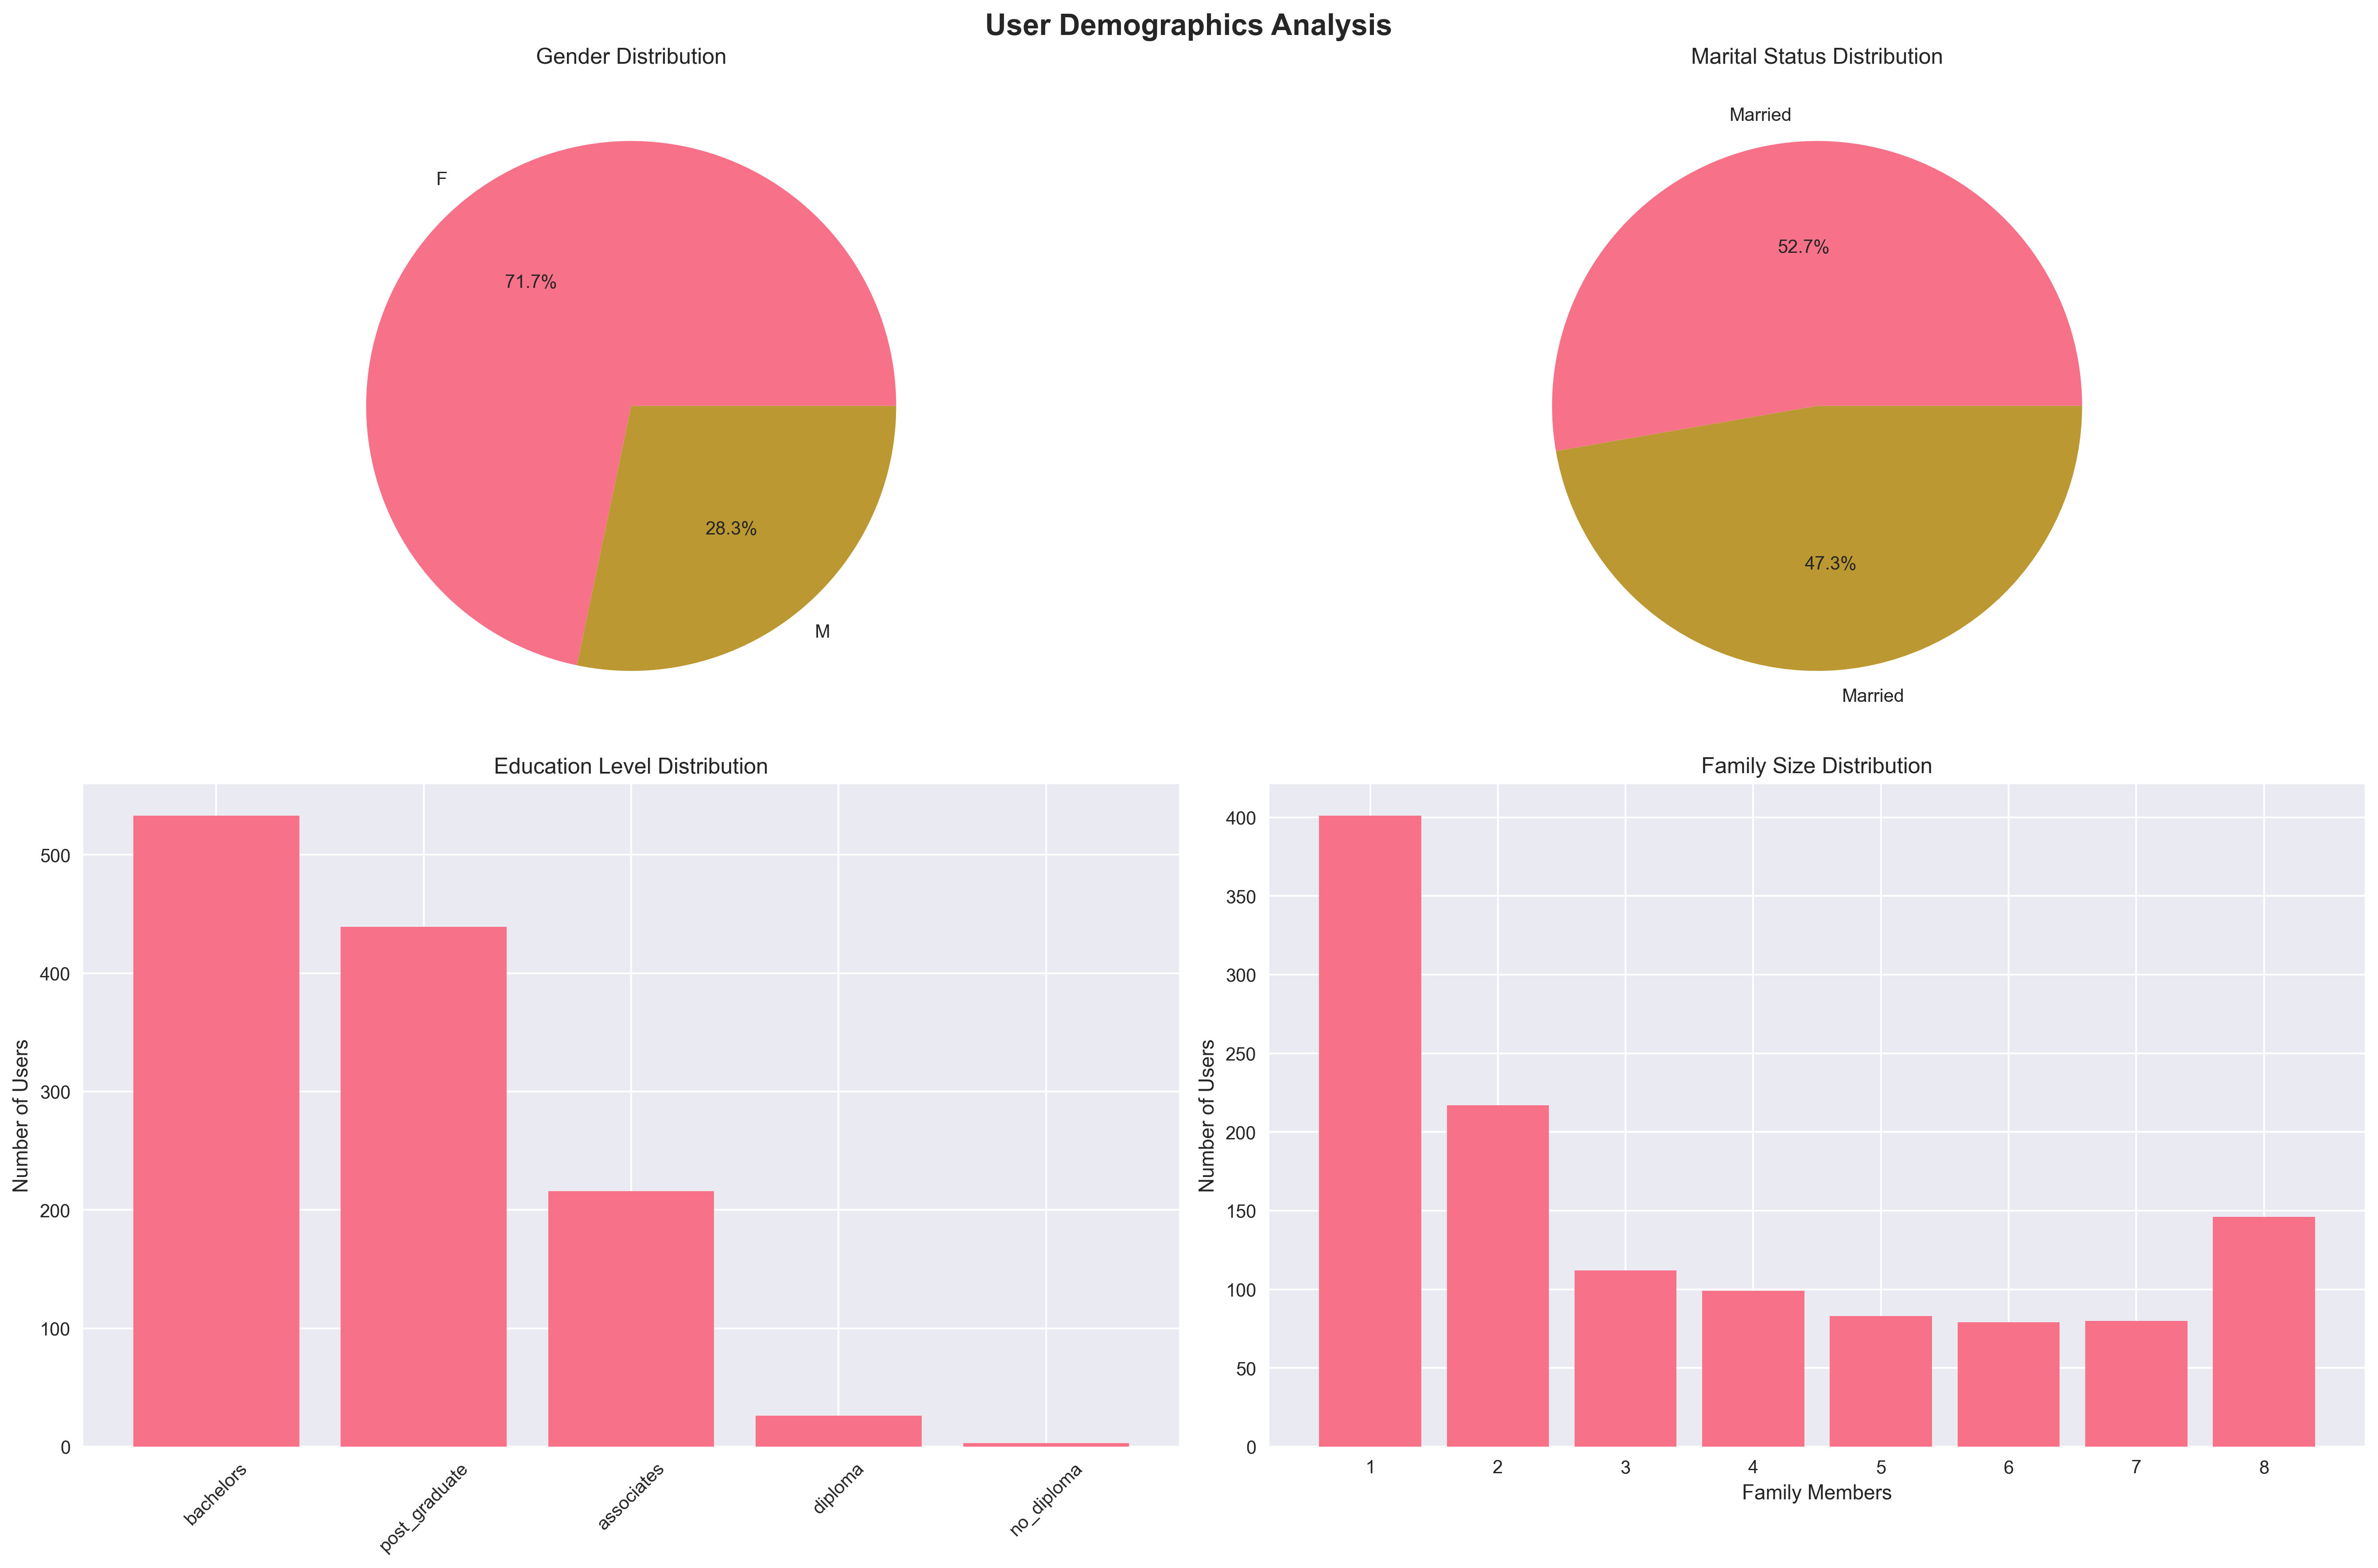 User Demographics Analysis
Gender Distribution
F
71.7%
28.3%
M
Marital Status Distribution
Married
52.7%
47.3%
Married
Education Level Distribution
Number of Users
500
400
300
200
100
0
bachelors
post_graduate
associates
diploma
no_diploma
Family Size Distribution
Number of Users
400
350
300
250
200
150
100
50
0
1 2 3 4 5 6 7 8
Family Members